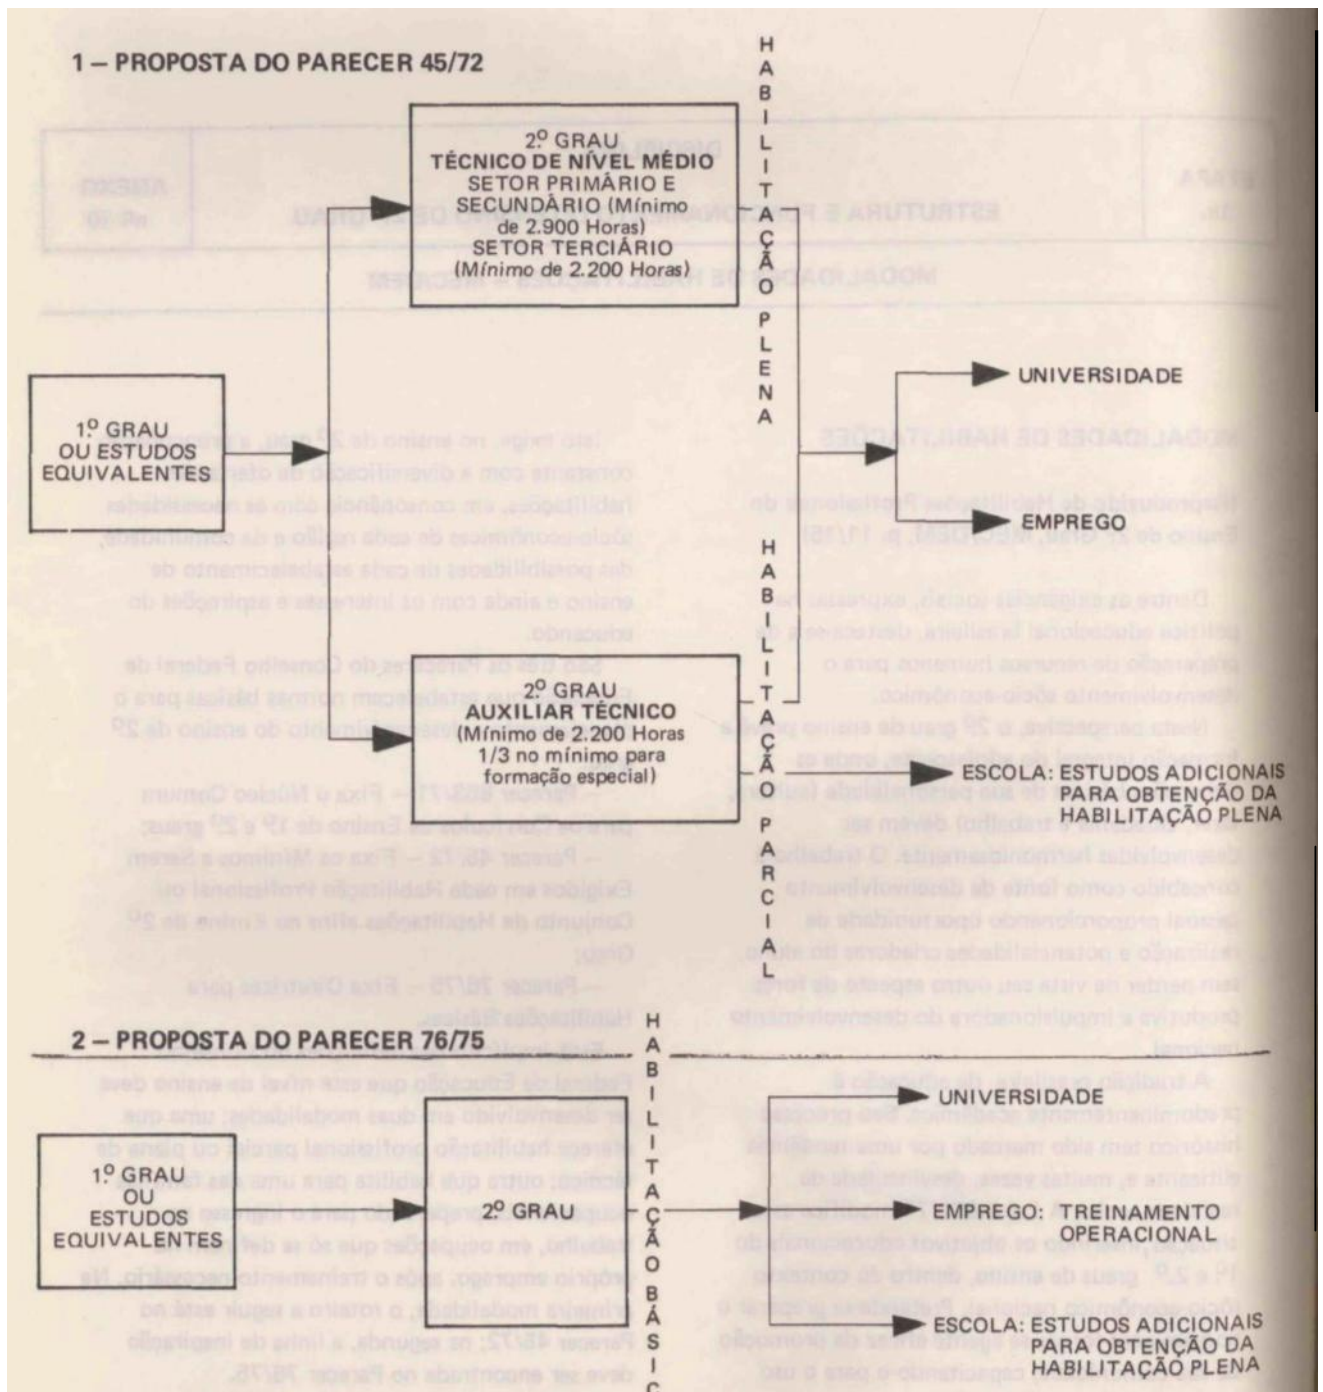 1 – PROPOSTA DO PARECER 45/72
2º GRAU
TÉCNICO DE NÍVEL MÉDIO
SETOR PRIMÁRIO E
SECUNDÁRIO (Mínimo
de 2.900 Horas)
SETOR TERCIÁRIO
(Mínimo de 2.200 Horas)
HABILITAÇÃO PLENA
1º GRAU
OU ESTUDOS
EQUIVALENTES
UNIVERSIDADE
EMPREGO
2º GRAU
AUXILIAR TÉCNICO
(Mínimo de 2.200 Horas
1/3 no mínimo para
formação especial)
HABILITAÇÃO PARCIAL
ESCOLA: ESTUDOS ADICIONAIS
PARA OBTENÇÃO DA
HABILITAÇÃO PLENA
2 – PROPOSTA DO PARECER 76/75
1º GRAU
OU
ESTUDOS
EQUIVALENTES
2º GRAU
HABILITAÇÃO BÁSIC
UNIVERSIDADE
EMPREGO: TREINAMENTO
OPERACIONAL
ESCOLA: ESTUDOS ADICIONAIS
PARA OBTENÇÃO DA
HABILITAÇÃO PLENA